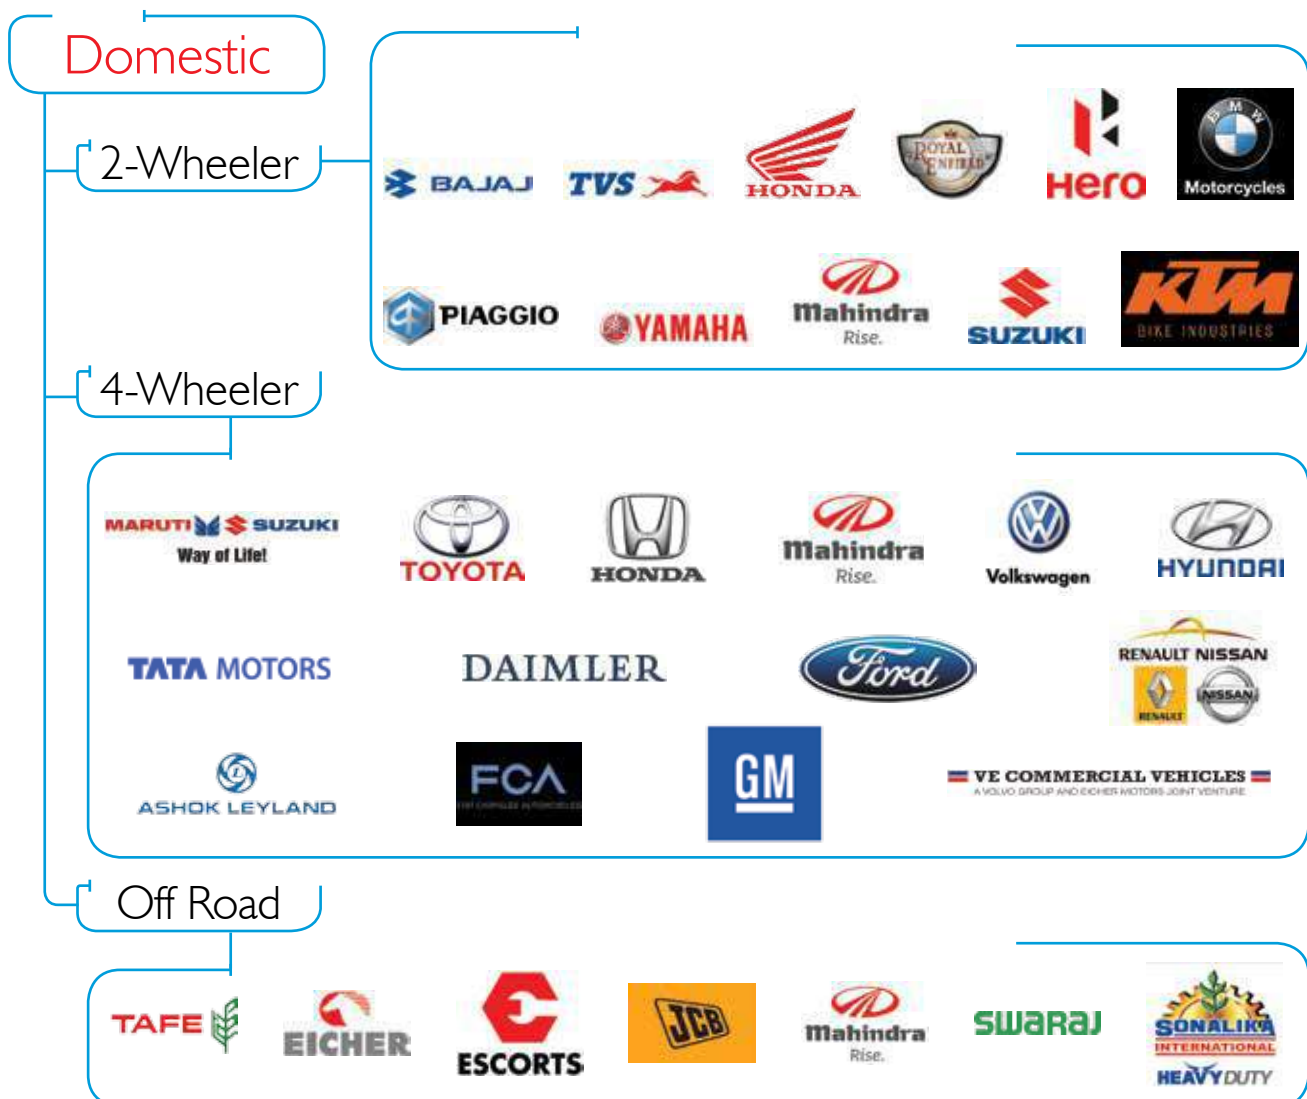 Domestic
2-Wheeler
BAJAJ
TVS
HONDA
ROYAL
ENFIELD
Hero
BMW
Motorcycles
PIAGGIO
YAMAHA
Mahindra
Rise.
SUZUKI
KTM
BIKE INDUSTRIES
4-Wheeler
MARUTI SUZUKI
Way of Life!
TOYOTA
HONDA
Mahindra
Rise.
Volkswagen
HYUNDAI
TATA MOTORS
DAIMLER
Ford
RENAULT NISSAN
RENAULT
NISSAN
ASHOK LEYLAND
FCA
FIAT CHRYSLER AUTOMOBILES
GM
VE COMMERCIAL VEHICLES
A VOLVO GROUP AND EICHER MOTORS JOINT VENTURE
Off Road
TAFE
EICHER
ESCORTS
JCB
Mahindra
Rise.
SWARAJ
SONALIKA
INTERNATIONAL
HEAVY DUTY